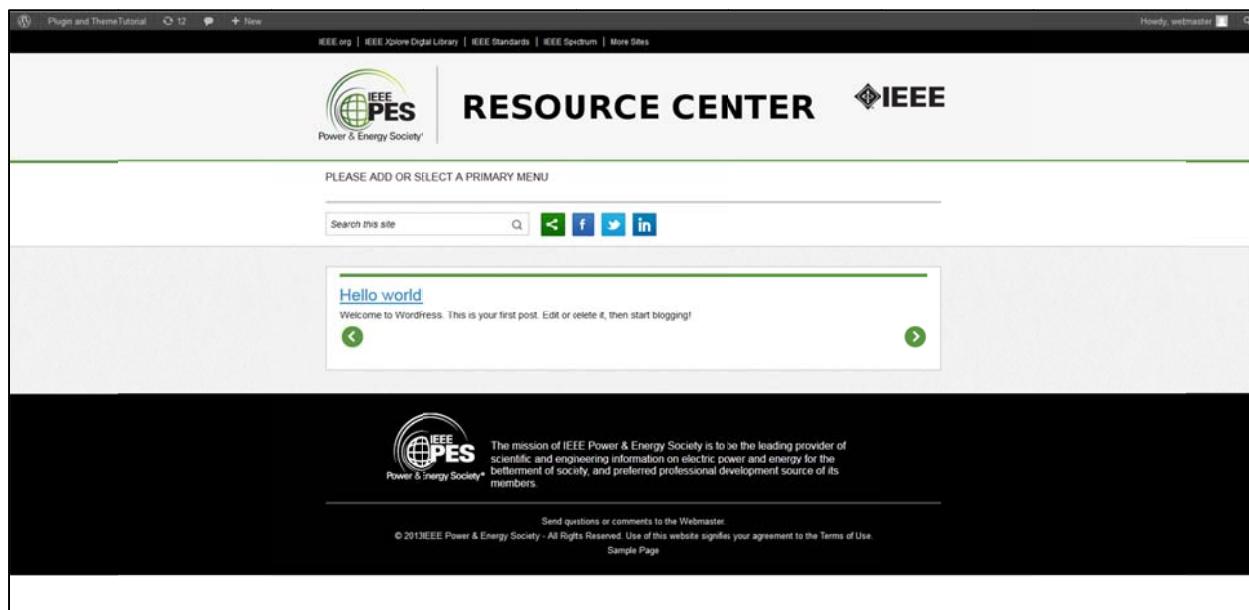 Plugin and ThemeTutorial 12 + New Howdy, webmaster
IEEE.org | IEEE Xplore Digital Library | IEEE Standards | IEEE Spectrum | More Sites
IEEE
PES
Power & Energy Society®
RESOURCE CENTER
IEEE
PLEASE ADD OR SELECT A PRIMARY MENU
Search this site
f
in
Hello world
Welcome to WordPress. This is your first post. Edit or delete it, then start blogging!
IEEE
PES
Power & Energy Society®
The mission of IEEE Power & Energy Society is to be the leading provider of
scientific and engineering information on electric power and energy for the
betterment of society, and preferred professional development source of its
members.
Send questions or comments to the Webmaster.
© 2013IEEE Power & Energy Society - All Rights Reserved. Use of this website signifies your agreement to the Terms of Use.
Sample Page